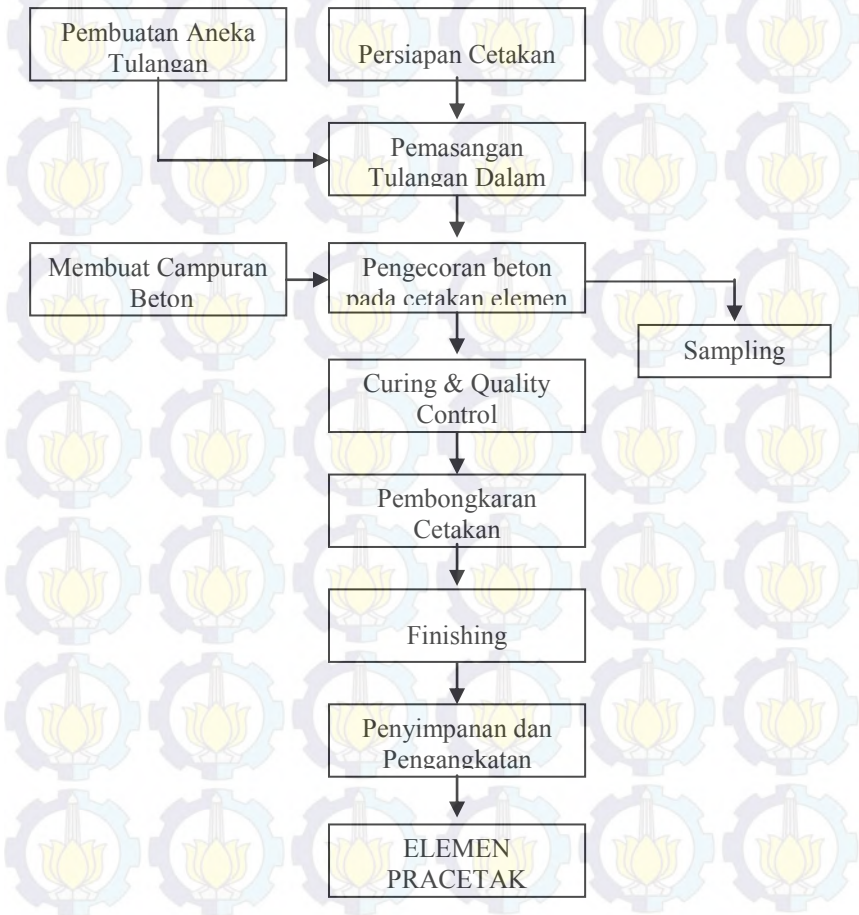 Pembuatan Aneka
Tulangan
Persiapan Cetakan
Pemasangan
Tulangan Dalam
Membuat Campuran
Beton
Pengecoran beton
pada cetakan elemen
Sampling
Curing & Quality
Control
Pembongkaran
Cetakan
Finishing
Penyimpanan dan
Pengangkatan
ELEMEN
PRACETAK